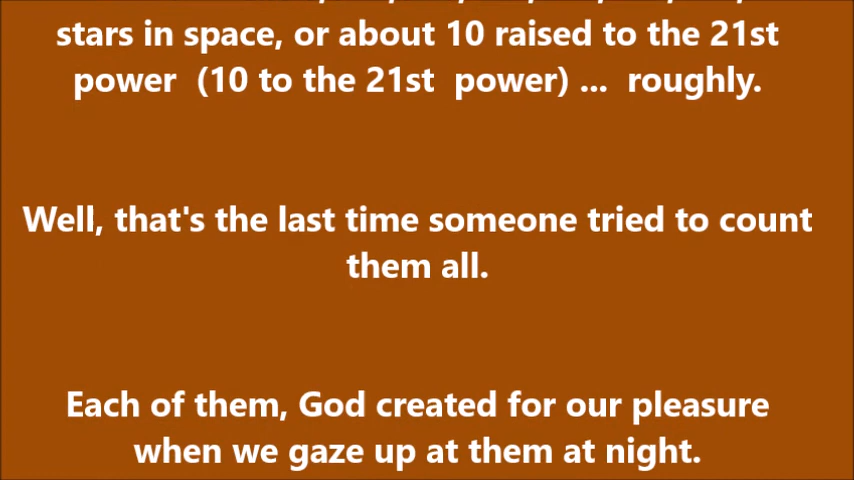 stars in space, or about 10 raised to the 21st
power (10 to the 21st power) ... roughly.
Well, that's the last time someone tried to count
them all.
Each of them, God created for our pleasure
when we gaze up at them at night.